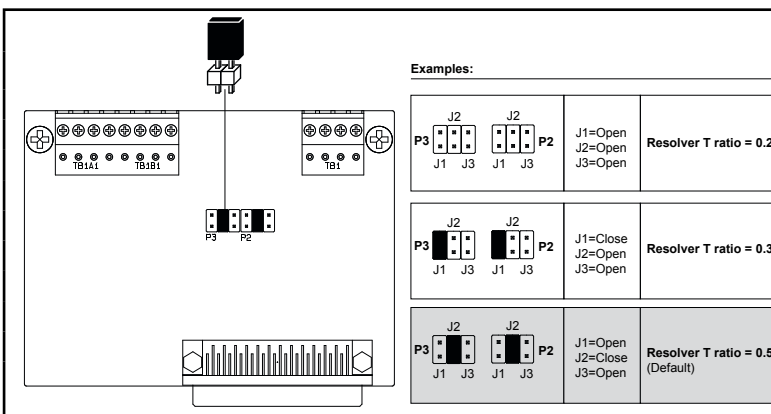 Examples:
TB1A1 TB1B1 TB1
P3 P2
J2 J2
P3 P2
J1 J3 J1 J3
J1=Open
J2=Open
J3=Open
Resolver T ratio = 0.2
J2 J2
P3 P2
J1 J3 J1 J3
J1=Close
J2=Open
J3=Open
Resolver T ratio = 0.3
J2 J2
P3 P2
J1 J3 J1 J3
J1=Open
J2=Close
J3=Open
Resolver T ratio = 0.5
(Default)